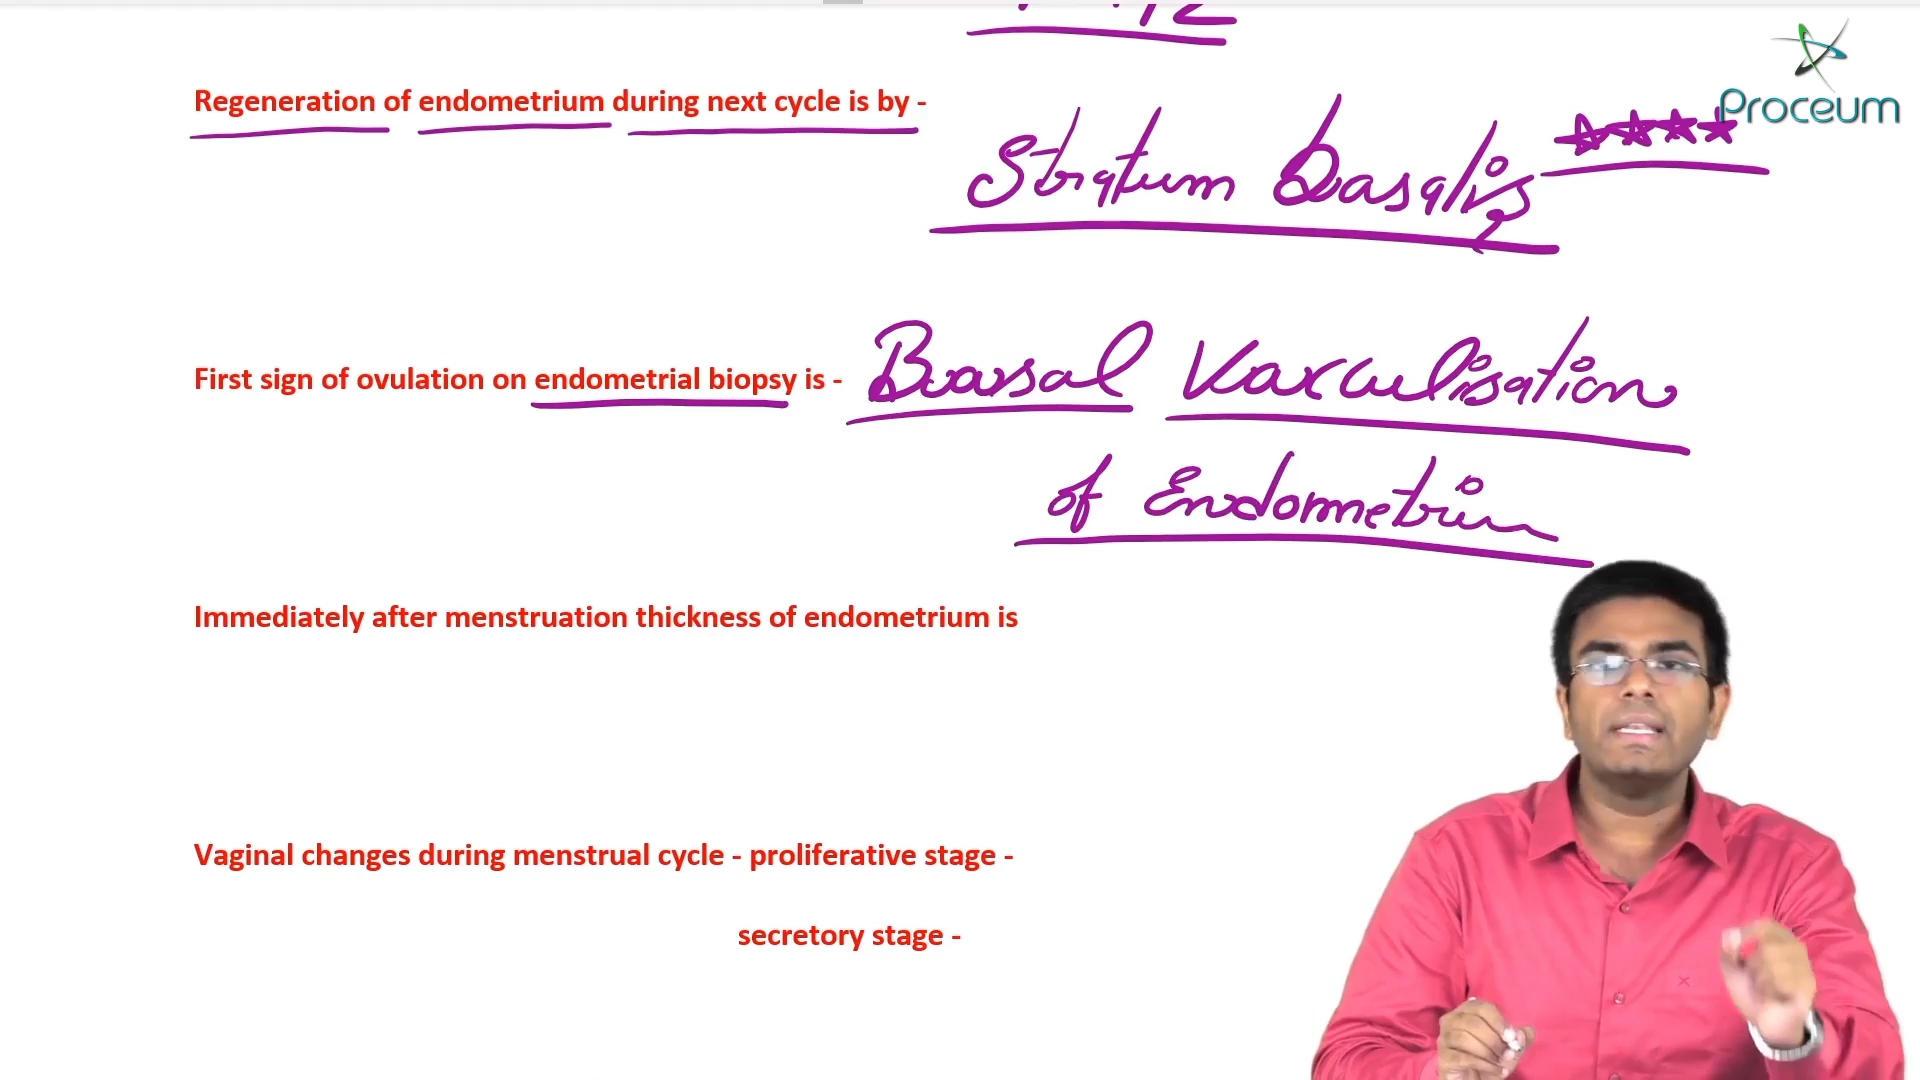 Proceum
Regeneration of endometrium during next cycle is by -
Stratum basalis
First sign of ovulation on endometrial biopsy is - Basal Vasculisation
of Endometrium
Immediately after menstruation thickness of endometrium is
Vaginal changes during menstrual cycle - proliferative stage -
secretory stage -